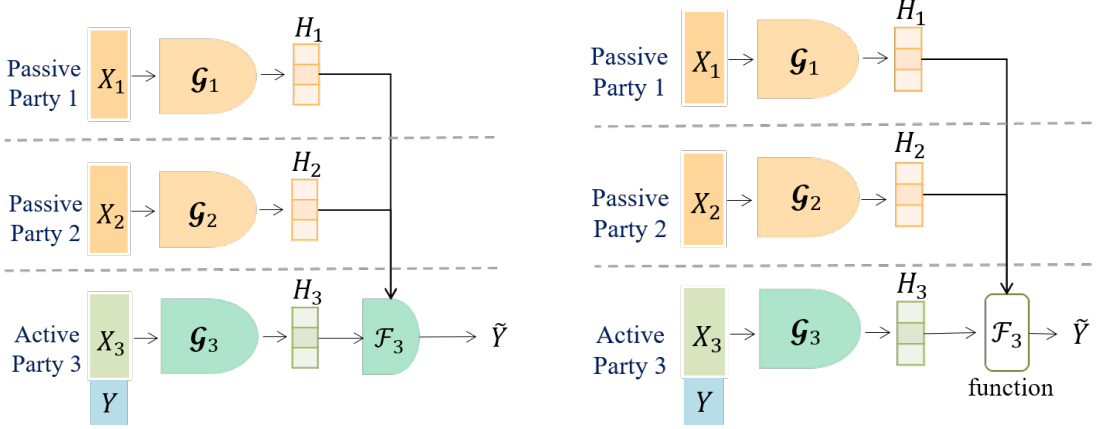 H₁
Passive
Party 1
X₁
𝓖₁
H₂
Passive
Party 2
X₂
𝓖₂
H₃
Active
Party 3
X₃
𝓖₃
ℱ₃
Ỹ
Y
H₁
Passive
Party 1
X₁
𝓖₁
H₂
Passive
Party 2
X₂
𝓖₂
H₃
Active
Party 3
X₃
𝓖₃
ℱ₃
Ỹ
function
Y